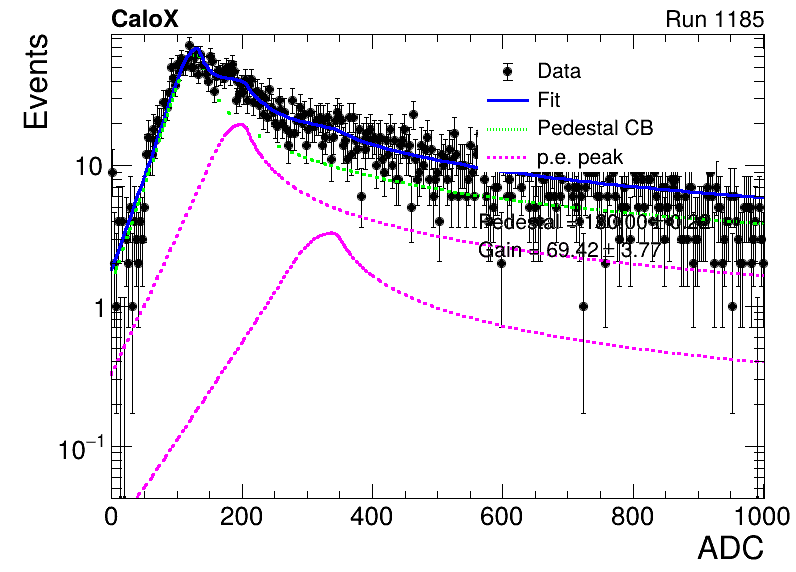 CaloX
Run 1185
Events
Data
Fit
Pedestal CB
p.e. peak
Pedestal =
Gain = 69.42 ± 3.77
10
1
10⁻¹
0
200
400
600
800
1000
ADC